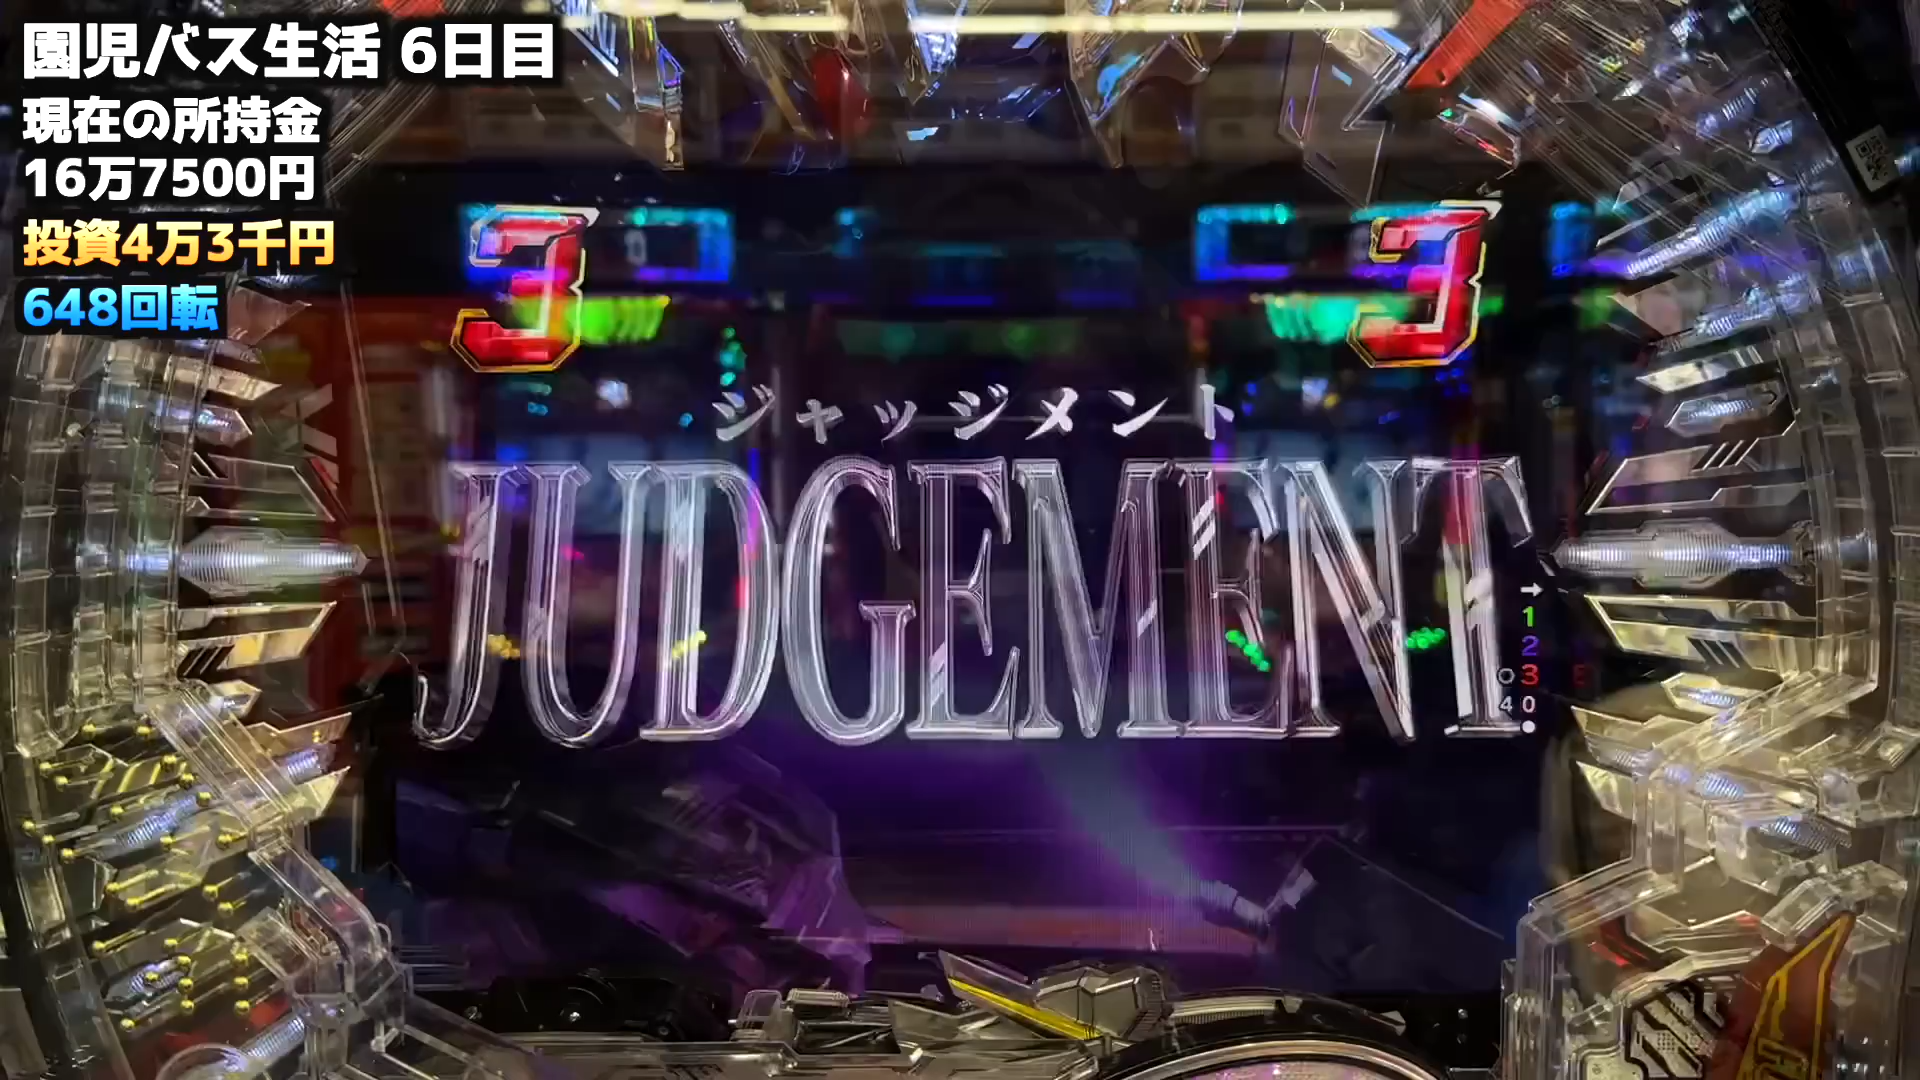 園児バス生活 6日目
現在の所持金
16万7500円
投資4万3千円
648回転
3 3
ジャッジメント
JUDGEMENT
→
1
2
3
40